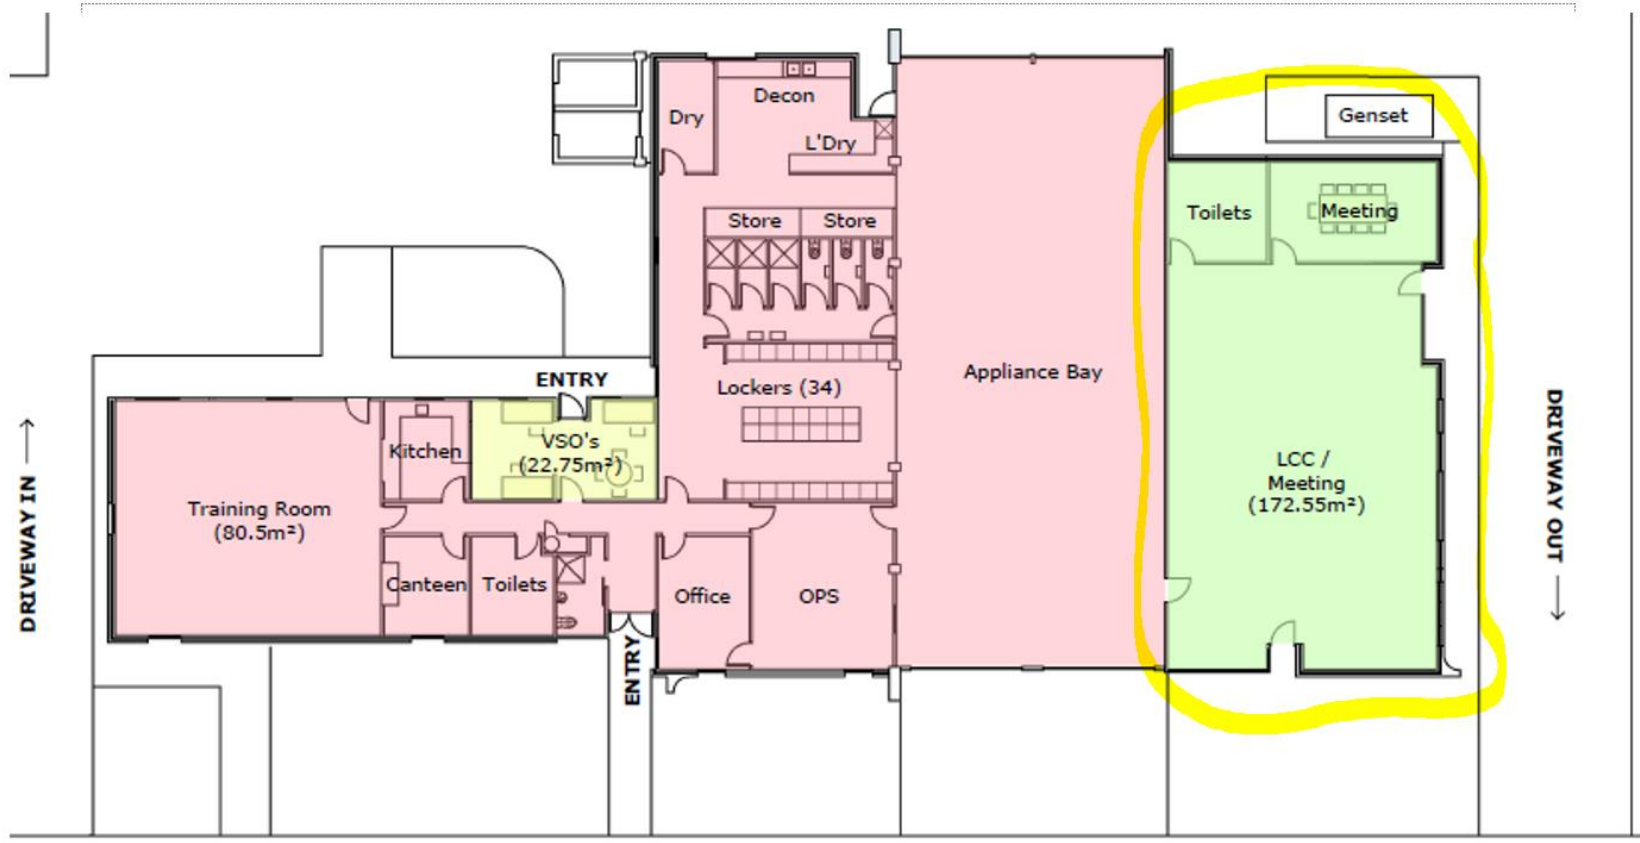 Decon
Dry
L'Dry
Genset
Store
Store
Toilets
Meeting
ENTRY
Lockers (34)
Appliance Bay
Kitchen
VSO's
(22.75m²)
Training Room
(80.5m²)
LCC /
Meeting
(172.55m²)
DRIVEWAY IN →
DRIVEWAY OUT →
Canteen
Toilets
Office
OPS
ENTRY